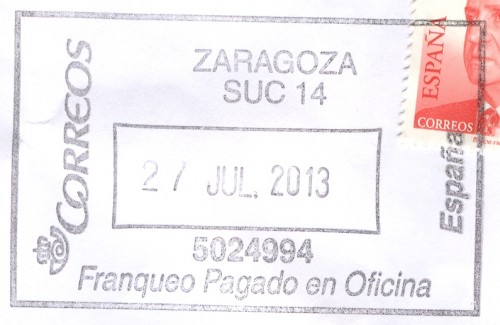 CORREOS
ZARAGOZA
SUC 14
27 JUL. 2013
5024994
Franqueo Pagado en Oficina
España
ESPAÑA
CORREOS